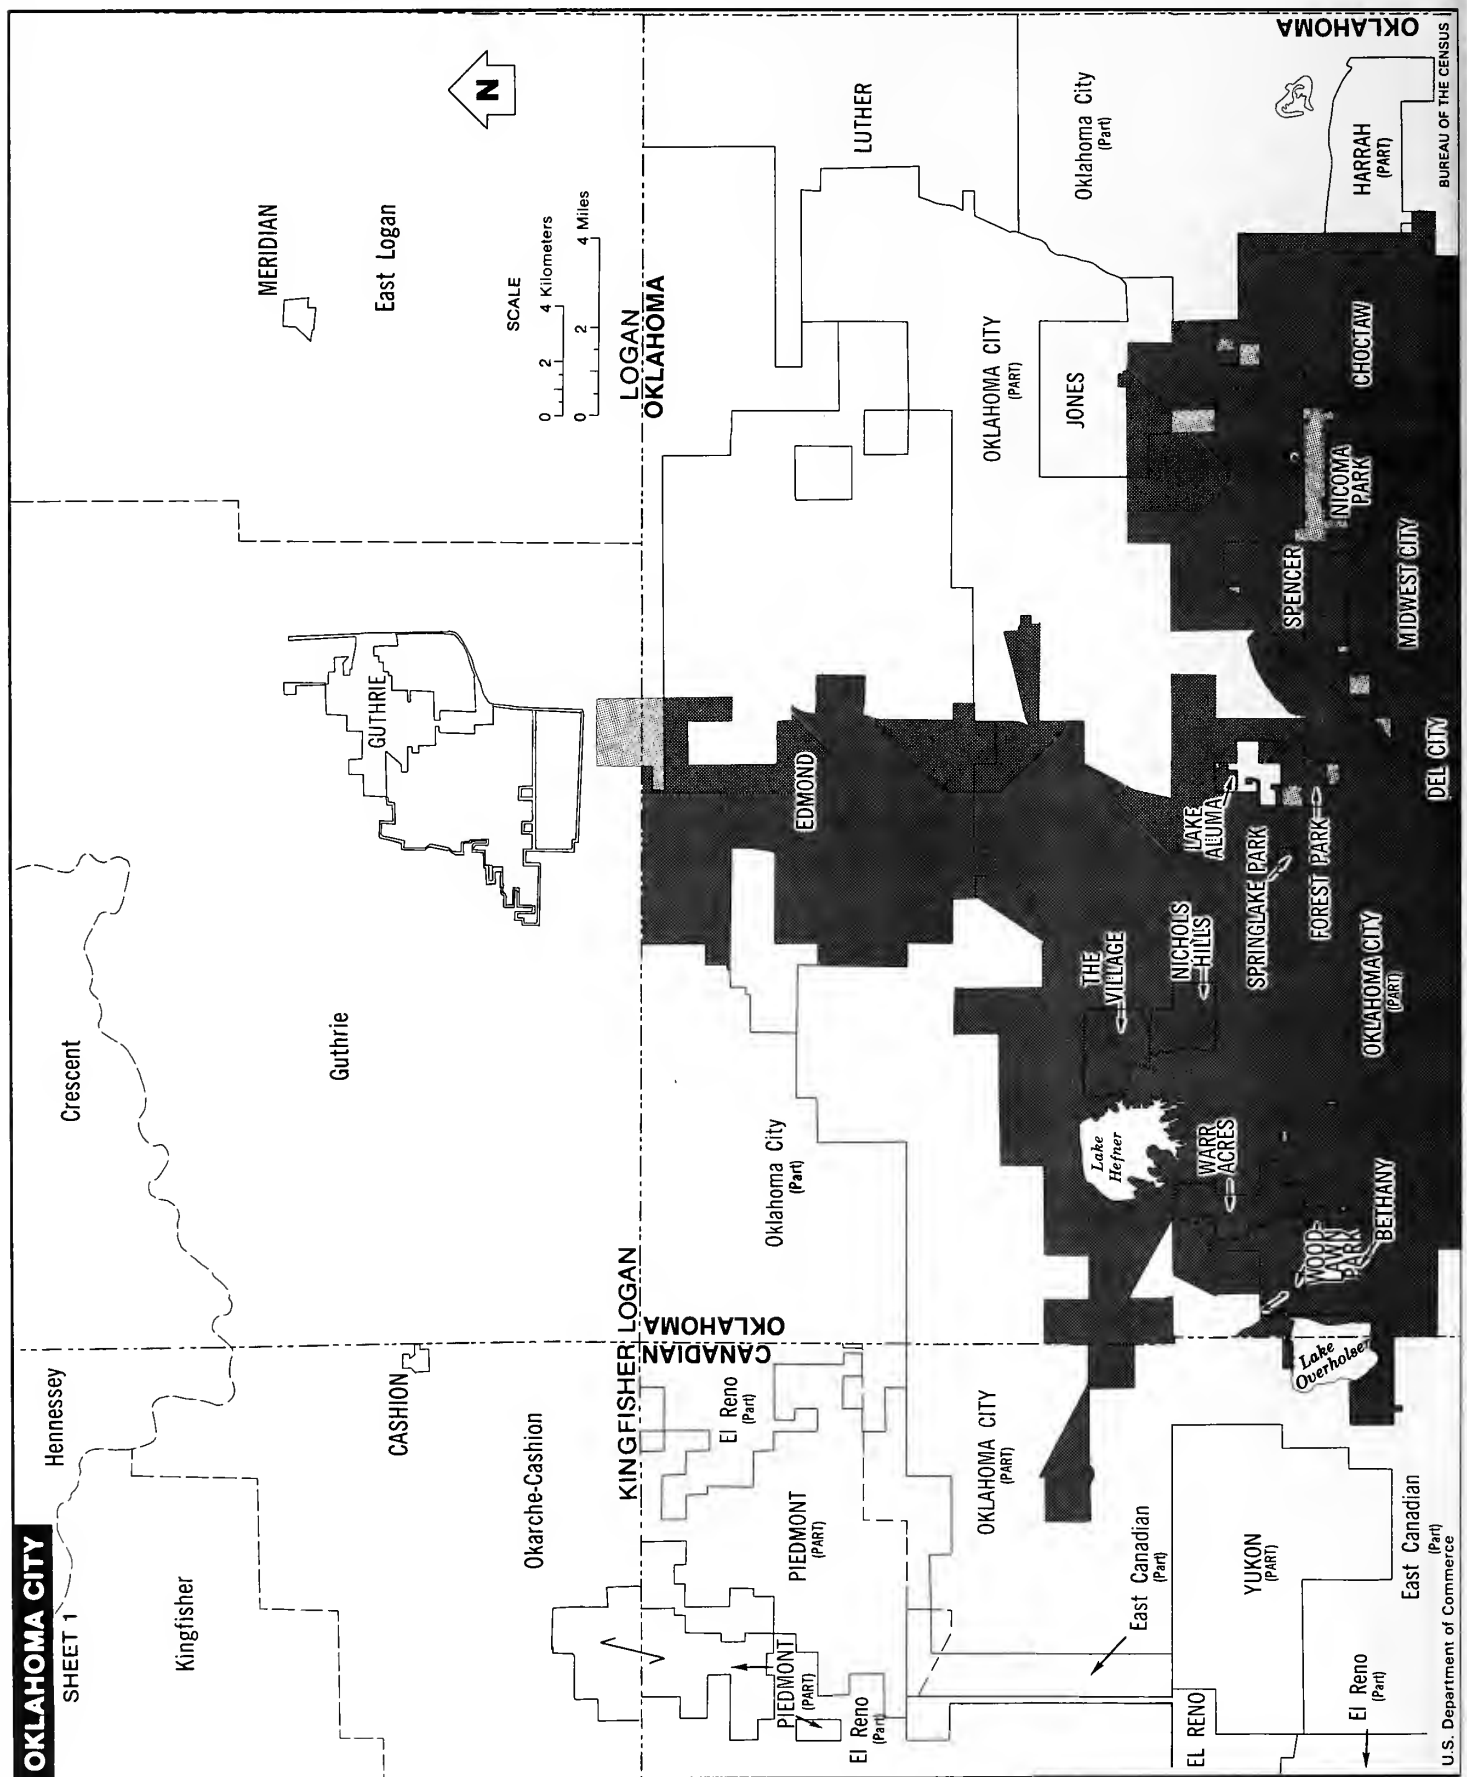 OKLAHOMA CITY
SHEET 1
Hennessey
Crescent
Kingfisher
CASHION
Guthrie
GUTHRIE
MERIDIAN
East Logan
N
Okarche-Cashion
SCALE
0 2 4 Kilometers
0 2 4 Miles
KINGFISHER
LOGAN
LOGAN
OKLAHOMA
CANADIAN
OKLAHOMA
El Reno
(Part)
PIEDMONT
(PART)
PIEDMONT
(PART)
El Reno
(Part)
Oklahoma City
(Part)
EDMOND
LUTHER
OKLAHOMA CITY
(PART)
OKLAHOMA CITY
(PART)
Oklahoma City
(Part)
JONES
THE
VILLAGE
Lake
Hefner
NICHOLS
HILLS
LAKE
ALUMA
WARR
ACRES
SPRINGLAKE PARK
FOREST PARK
SPENCER
NICOMA
PARK
CHOCTAW
HARRAH
(PART)
OKLAHOMA
East Canadian
(Part)
EL RENO
YUKON
(PART)
Lake
Overholser
WOOD-
LAWN
PARK
BETHANY
OKLAHOMA CITY
(PART)
MIDWEST CITY
DEL CITY
El Reno
(Part)
East Canadian
(Part)
U.S. Department of Commerce
BUREAU OF THE CENSUS